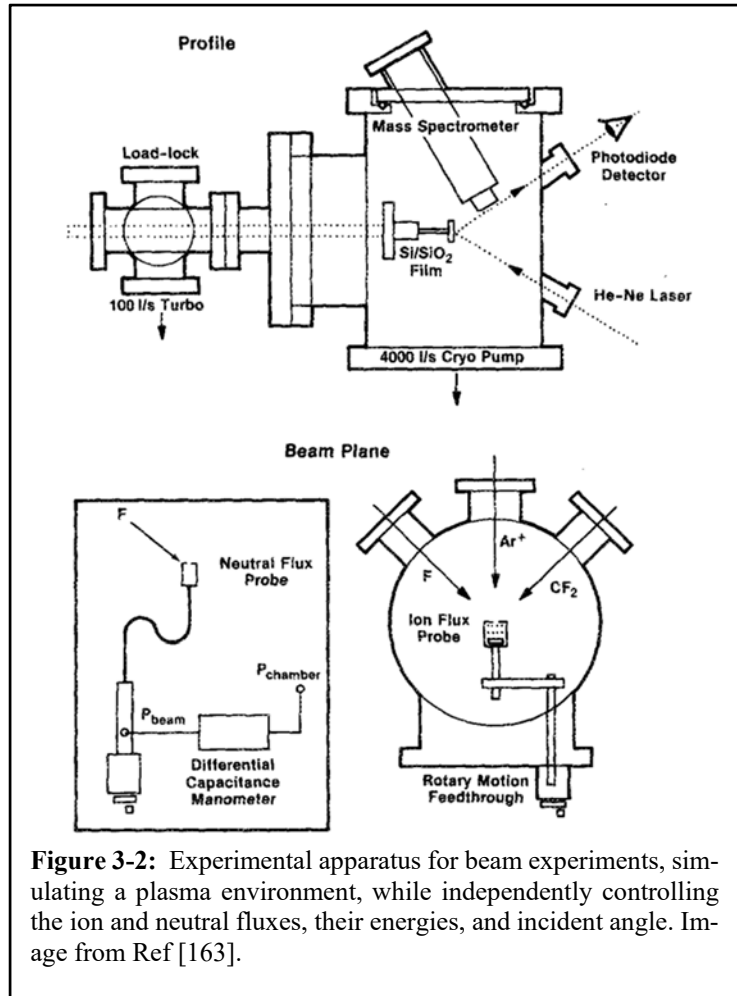 Profile
Load-lock
Mass Spectrometer
Photodiode
Detector
Si/SiO2
Film
He-Ne Laser
100 l/s Turbo
4000 l/s Cryo Pump
Beam Plane
F
Neutral Flux
Probe
Pchamber
Pbeam
Differential
Capacitance
Manometer
Ar+
F
CF2
Ion Flux
Probe
Rotary Motion
Feedthrough
Figure 3-2: Experimental apparatus for beam experiments, sim-
ulating a plasma environment, while independently controlling
the ion and neutral fluxes, their energies, and incident angle. Im-
age from Ref [163].